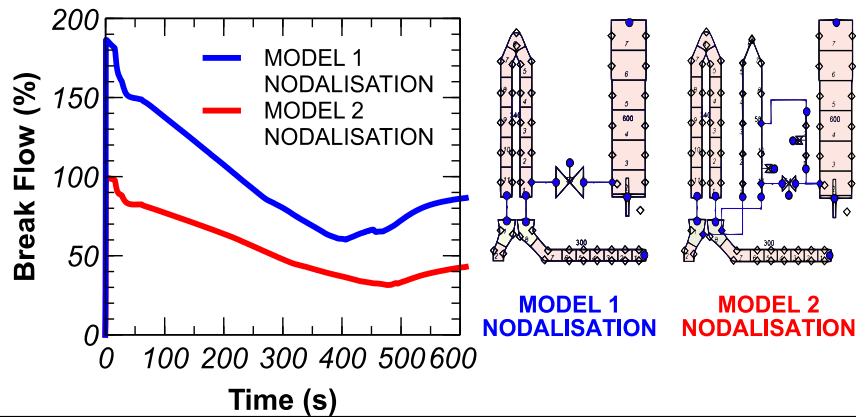 200
150
100
50
0
Break Flow (%)
MODEL 1
NODALISATION
MODEL 2
NODALISATION
0 100 200 300 400 500 600
Time (s)
7
6
5
600
4
3
300
MODEL 1
NODALISATION
7
6
5
600
4
3
300
MODEL 2
NODALISATION